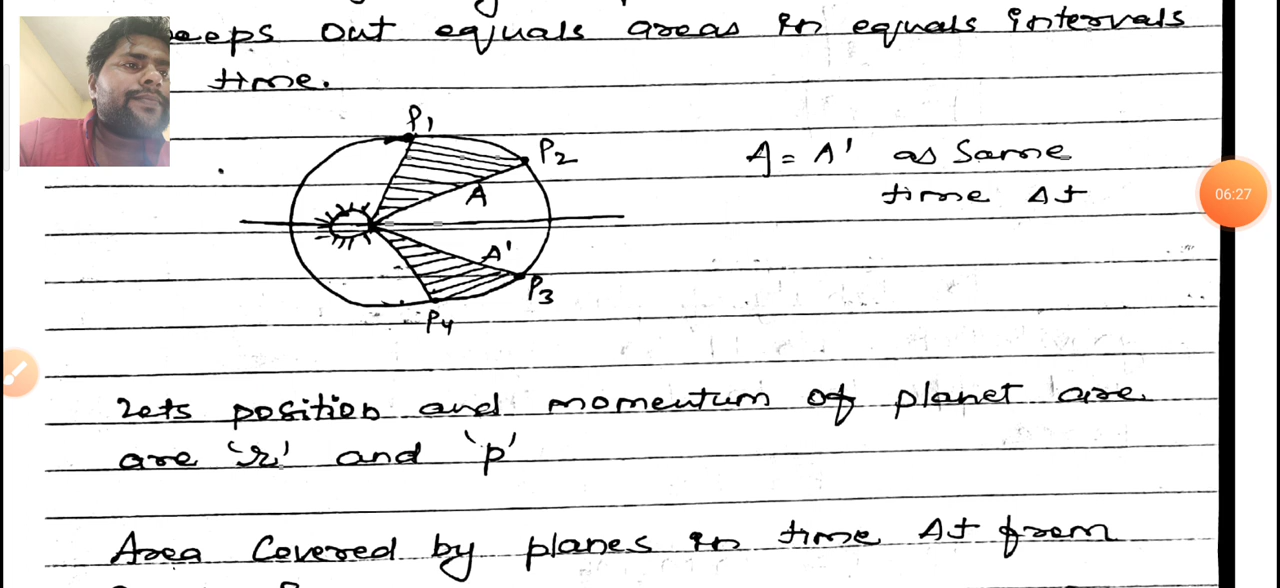 eeps out equals areas in equals intervals
time.
P1
P2
A = A' as Same
time Δt
A
06:27
A'
P3
P4
Lets position and momentum of planet are
are 'r' and 'p'
Area Covered by planes in time Δt from